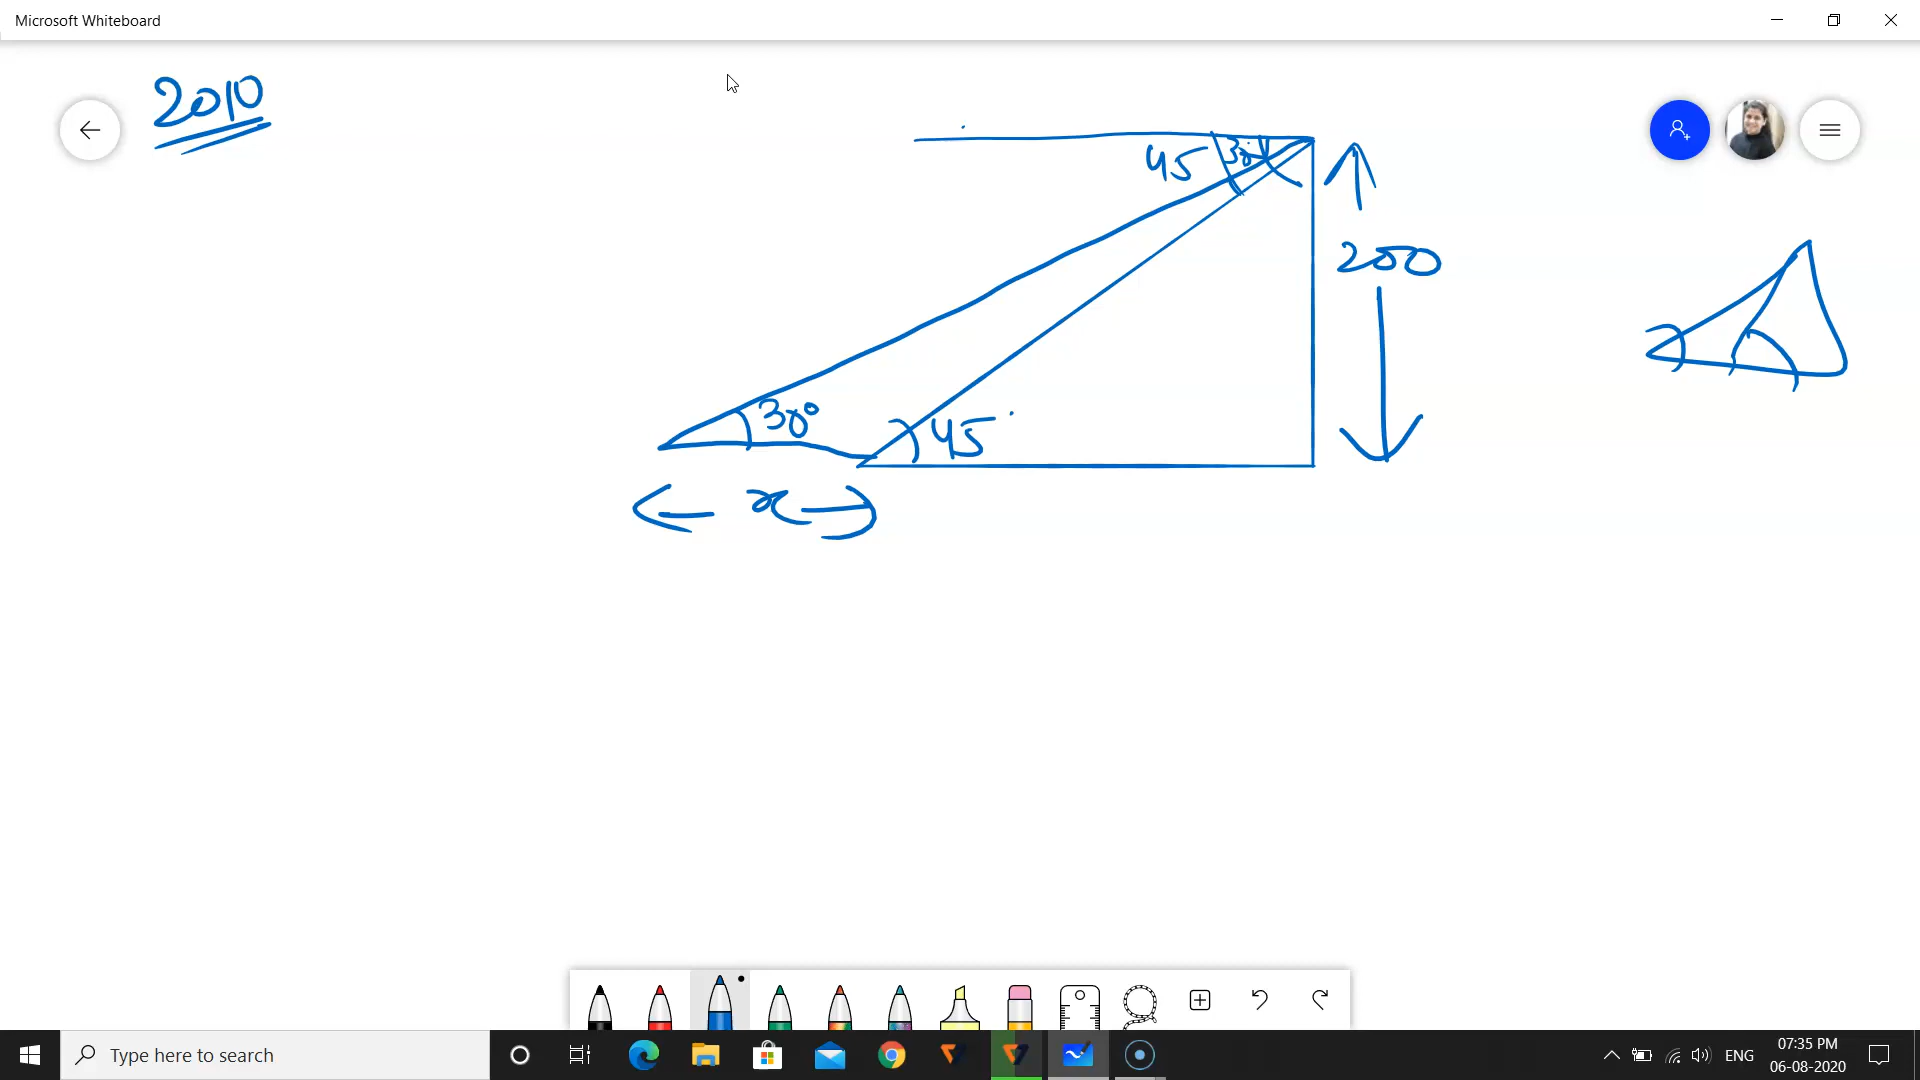 Microsoft Whiteboard
2010
45 30
200
30°
45
x
Type here to search
ENG
07:35 PM
06-08-2020